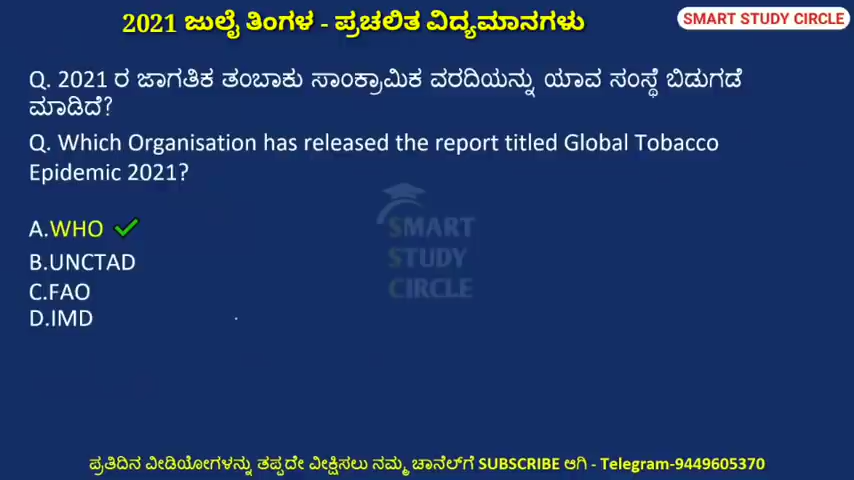 2021 ಜುಲೈ ತಿಂಗಳ - ಪ್ರಚಲಿತ ವಿದ್ಯಮಾನಗಳು
SMART STUDY CIRCLE
Q. 2021 ರ ಜಾಗತಿಕ ತಂಬಾಕು ಸಾಂಕ್ರಾಮಿಕ ವರದಿಯನ್ನು ಯಾವ ಸಂಸ್ಥೆ ಬಿಡುಗಡೆ
ಮಾಡಿದೆ?
Q. Which Organisation has released the report titled Global Tobacco
Epidemic 2021?
A.WHO ✓
B.UNCTAD
C.FAO
D.IMD
SMART
STUDY
CIRCLE
ಪ್ರತಿದಿನ ವೀಡಿಯೋಗಳನ್ನು ತಪ್ಪದೇ ವೀಕ್ಷಿಸಲು ನಮ್ಮ ಚಾನೆಲ್‌ಗೆ SUBSCRIBE ಆಗಿ - Telegram-9449605370